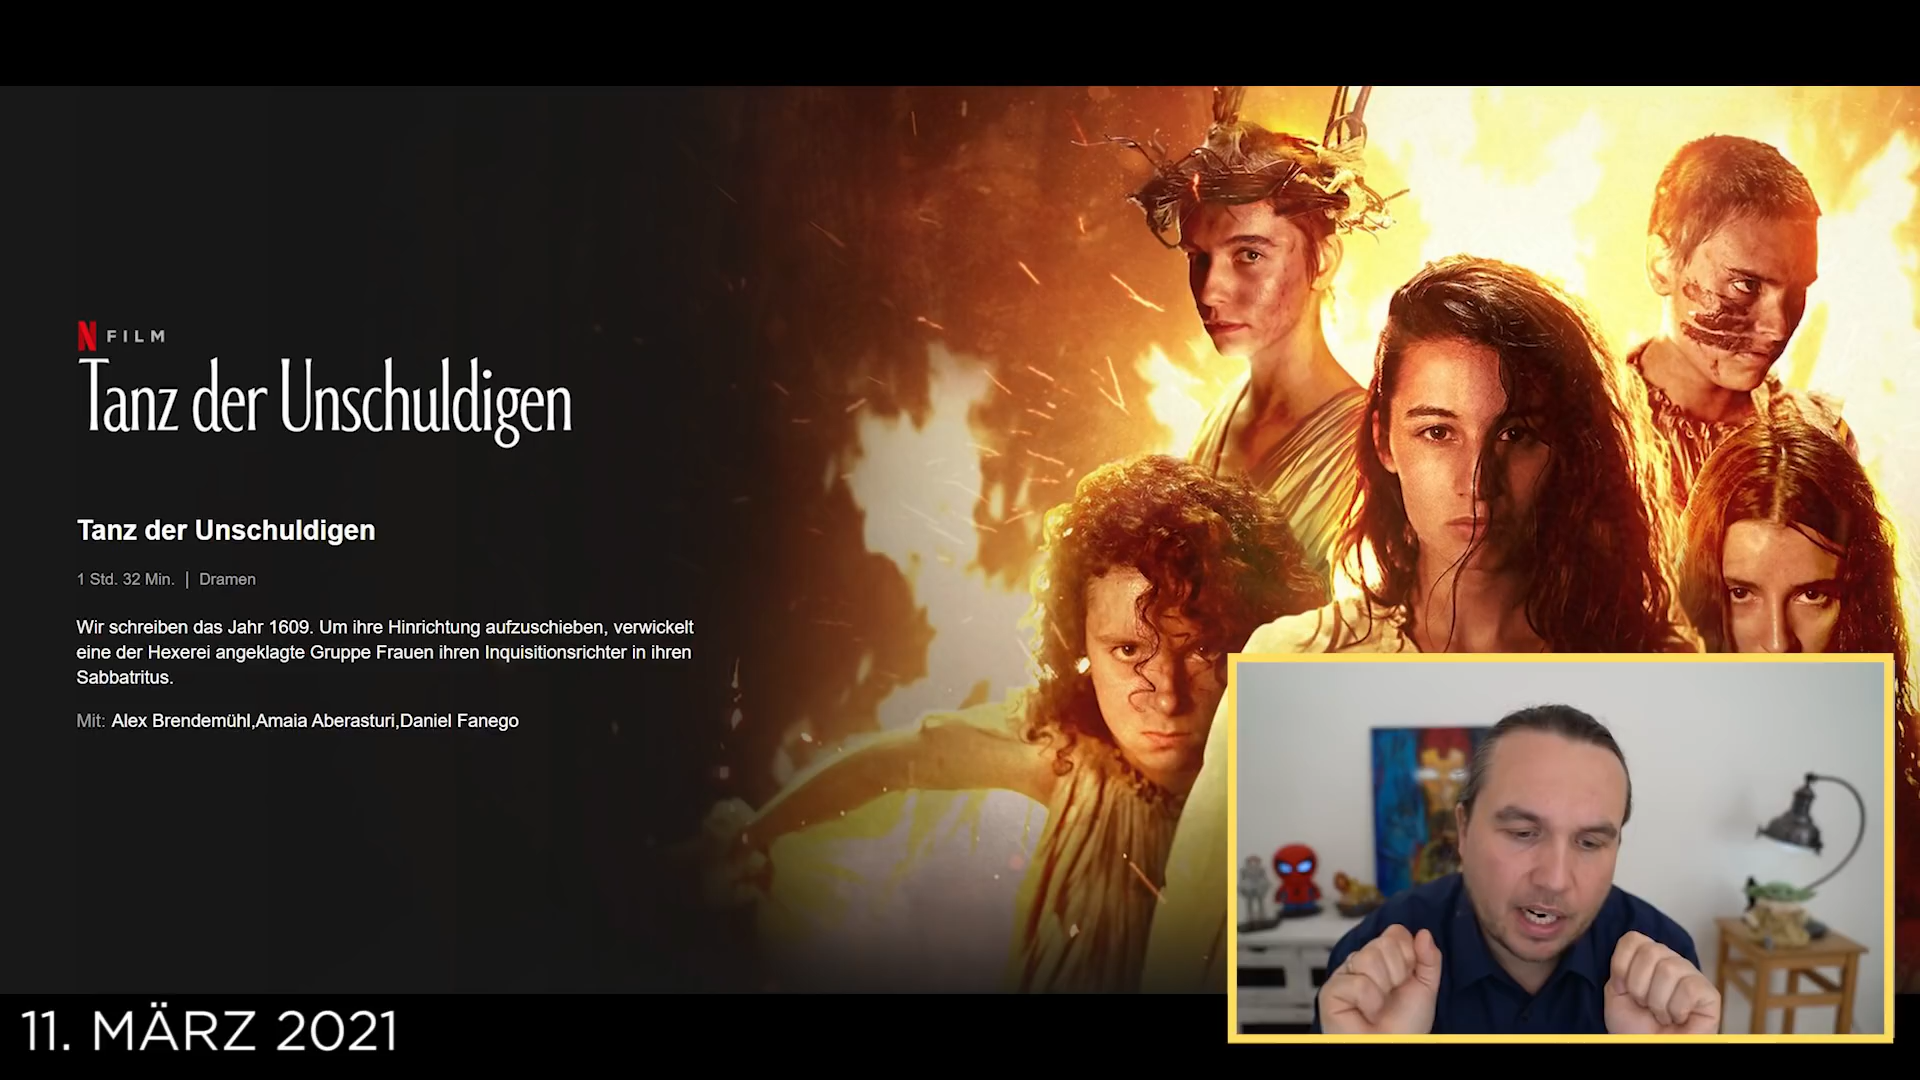 N FILM
Tanz der Unschuldigen
Tanz der Unschuldigen
1 Std. 32 Min. | Dramen
Wir schreiben das Jahr 1609. Um ihre Hinrichtung aufzuschieben, verwickelt
eine der Hexerei angeklagte Gruppe Frauen ihren Inquisitionsrichter in ihren
Sabbatritus.
Mit: Alex Brendemühl,Amaia Aberasturi,Daniel Fanego
11. MÄRZ 2021